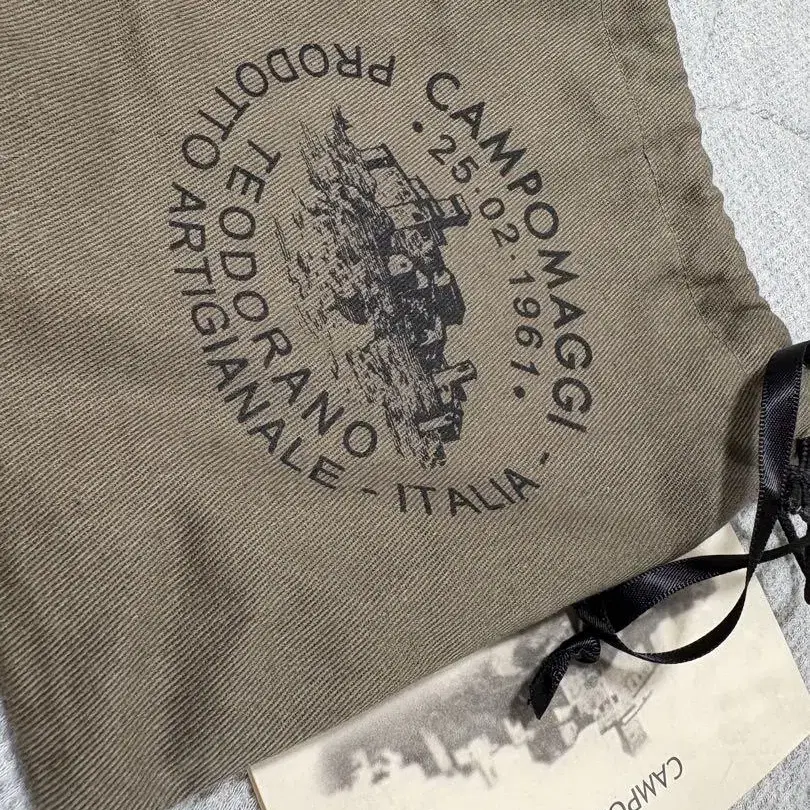 CAMPOMAGGI
• 25 • 02 • 1961 •
TEODORANO
PRODOTTO ARTIGIANALE - ITALIA -
CAMPO